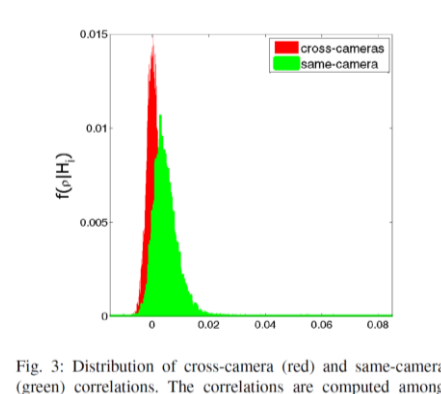 0.015
cross-cameras
same-camera
0.01
f(ρ|Hᵢ)
0.005
0
0 0.02 0.04 0.06 0.08
Fig. 3: Distribution of cross-camera (red) and same-camera
(green) correlations. The correlations are computed among